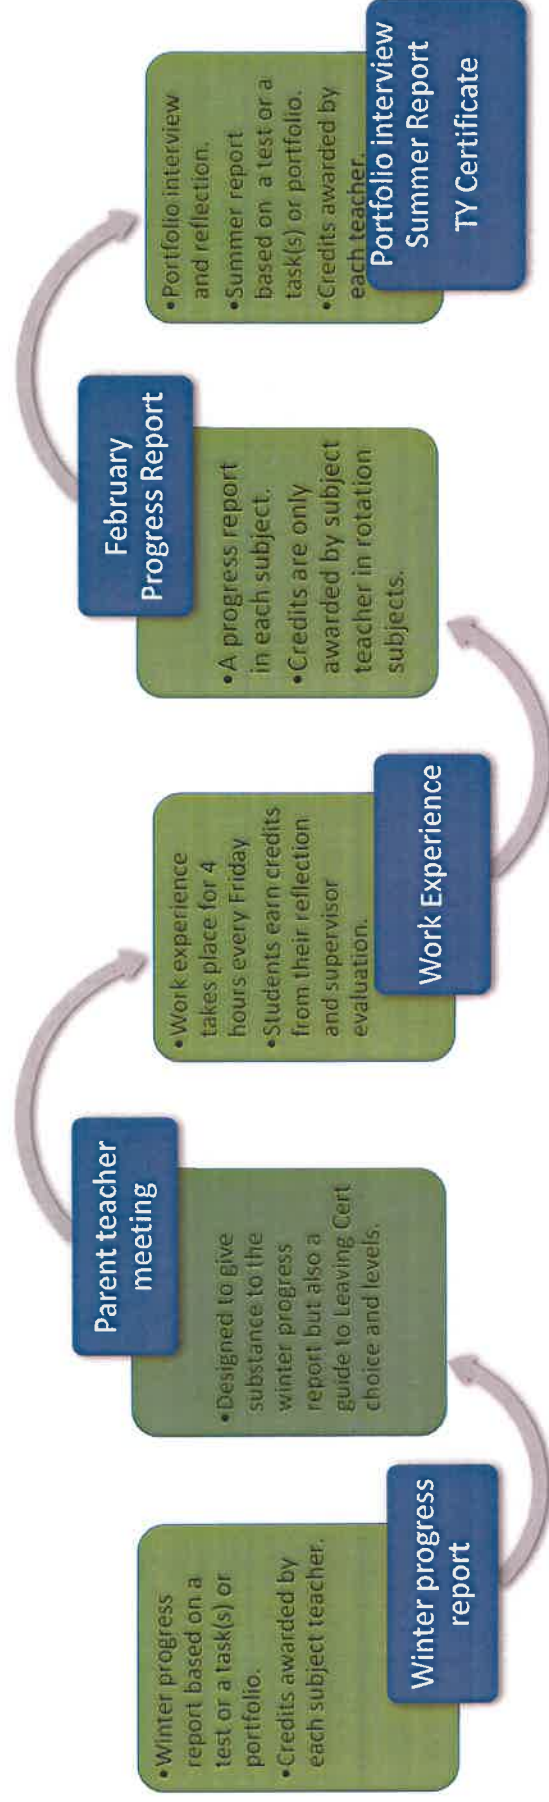 •Winter progress
report based on a
test or a task(s) or
portfolio.
•Credits awarded by
each subject teacher.
Winter progress
report
Parent teacher
meeting
•Designed to give
substance to the
winter progress
report but also a
guide to Leaving Cert
choice and levels.
•Work experience
takes place for 4
hours every Friday
•Students earn credits
from their reflection
and supervisor
evaluation.
Work Experience
February
Progress Report
•A progress report
in each subject.
•Credits are only
awarded by subject
teacher in rotation
subjects.
•Portfolio interview
and reflection.
•Summer report
based on a test or a
task(s) or portfolio.
•Credits awarded by
each teacher.
Portfolio interview
Summer Report
TY Certificate